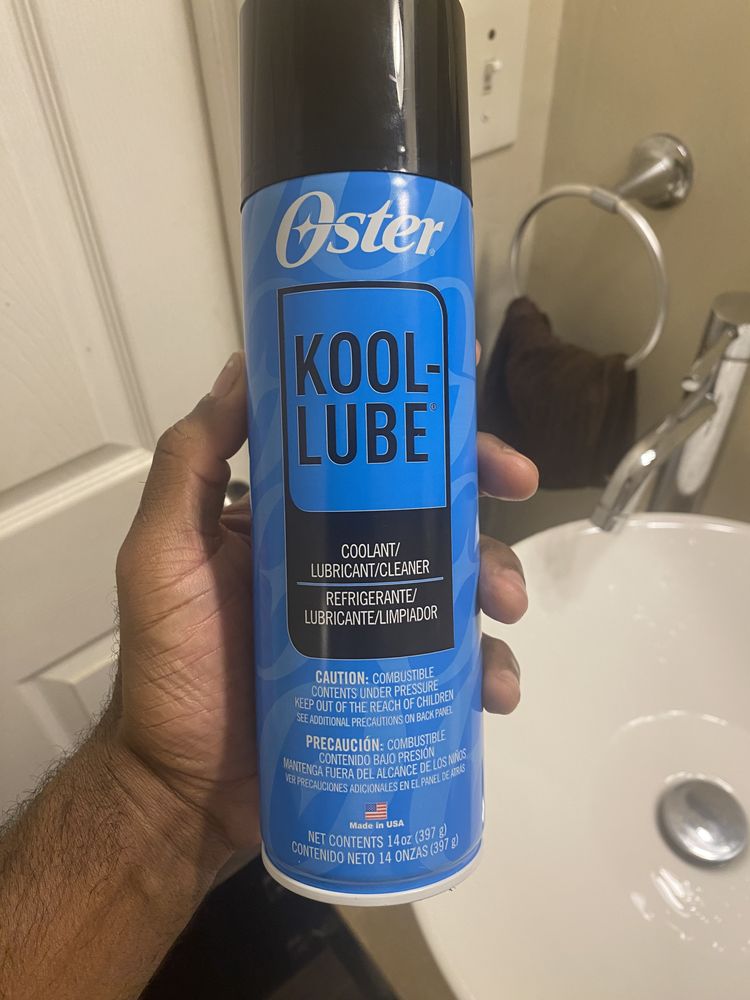 Oster®
KOOL-
LUBE®
COOLANT/
LUBRICANT/CLEANER
REFRIGERANTE/
LUBRICANTE/LIMPIADOR
CAUTION: COMBUSTIBLE
CONTENTS UNDER PRESSURE
KEEP OUT OF THE REACH OF CHILDREN
SEE ADDITIONAL PRECAUTIONS ON BACK PANEL
PRECAUCIÓN: COMBUSTIBLE
CONTENIDO BAJO PRESIÓN
MANTENGA FUERA DEL ALCANCE DE LOS NIÑOS
VER PRECAUCIONES ADICIONALES EN EL PANEL DE ATRÁS
Made in USA
NET CONTENTS 14oz (397 g)
CONTENIDO NETO 14 ONZAS (397 g)